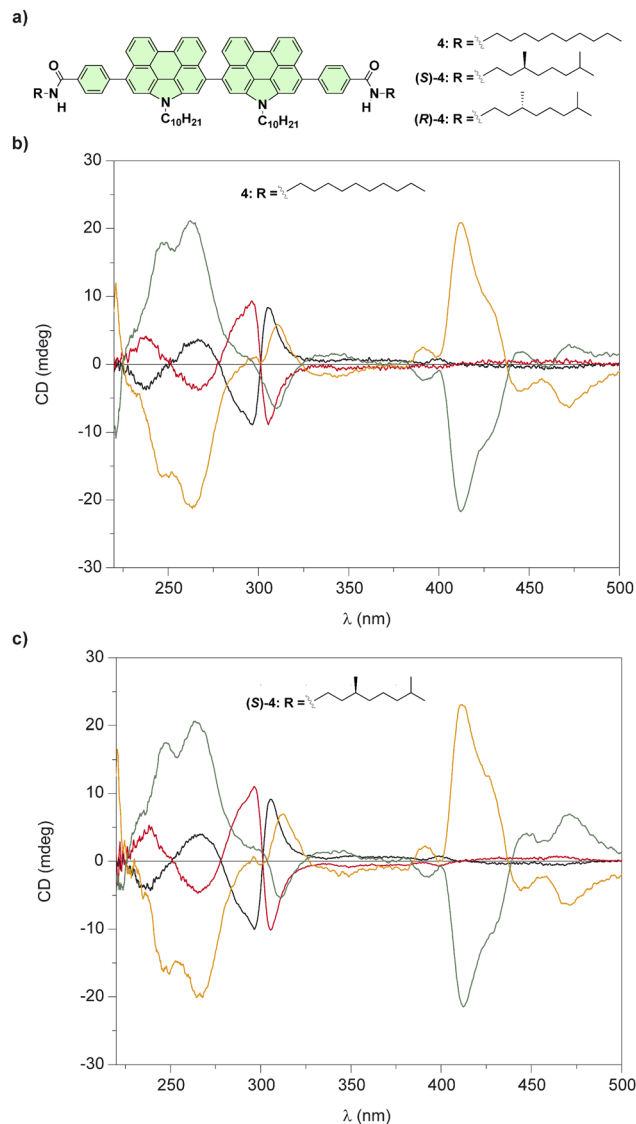 a)
4: R =
(S)-4: R =
(R)-4: R =
O
O
R
N
H
N
C₁₀H₂₁
N
C₁₀H₂₁
N
H
R
b)
4: R =
30
20
10
0
-10
-20
-30
CD (mdeg)
250
300
350
400
450
500
λ (nm)
c)
(S)-4: R =
30
20
10
0
-10
-20
-30
CD (mdeg)
250
300
350
400
450
500
λ (nm)